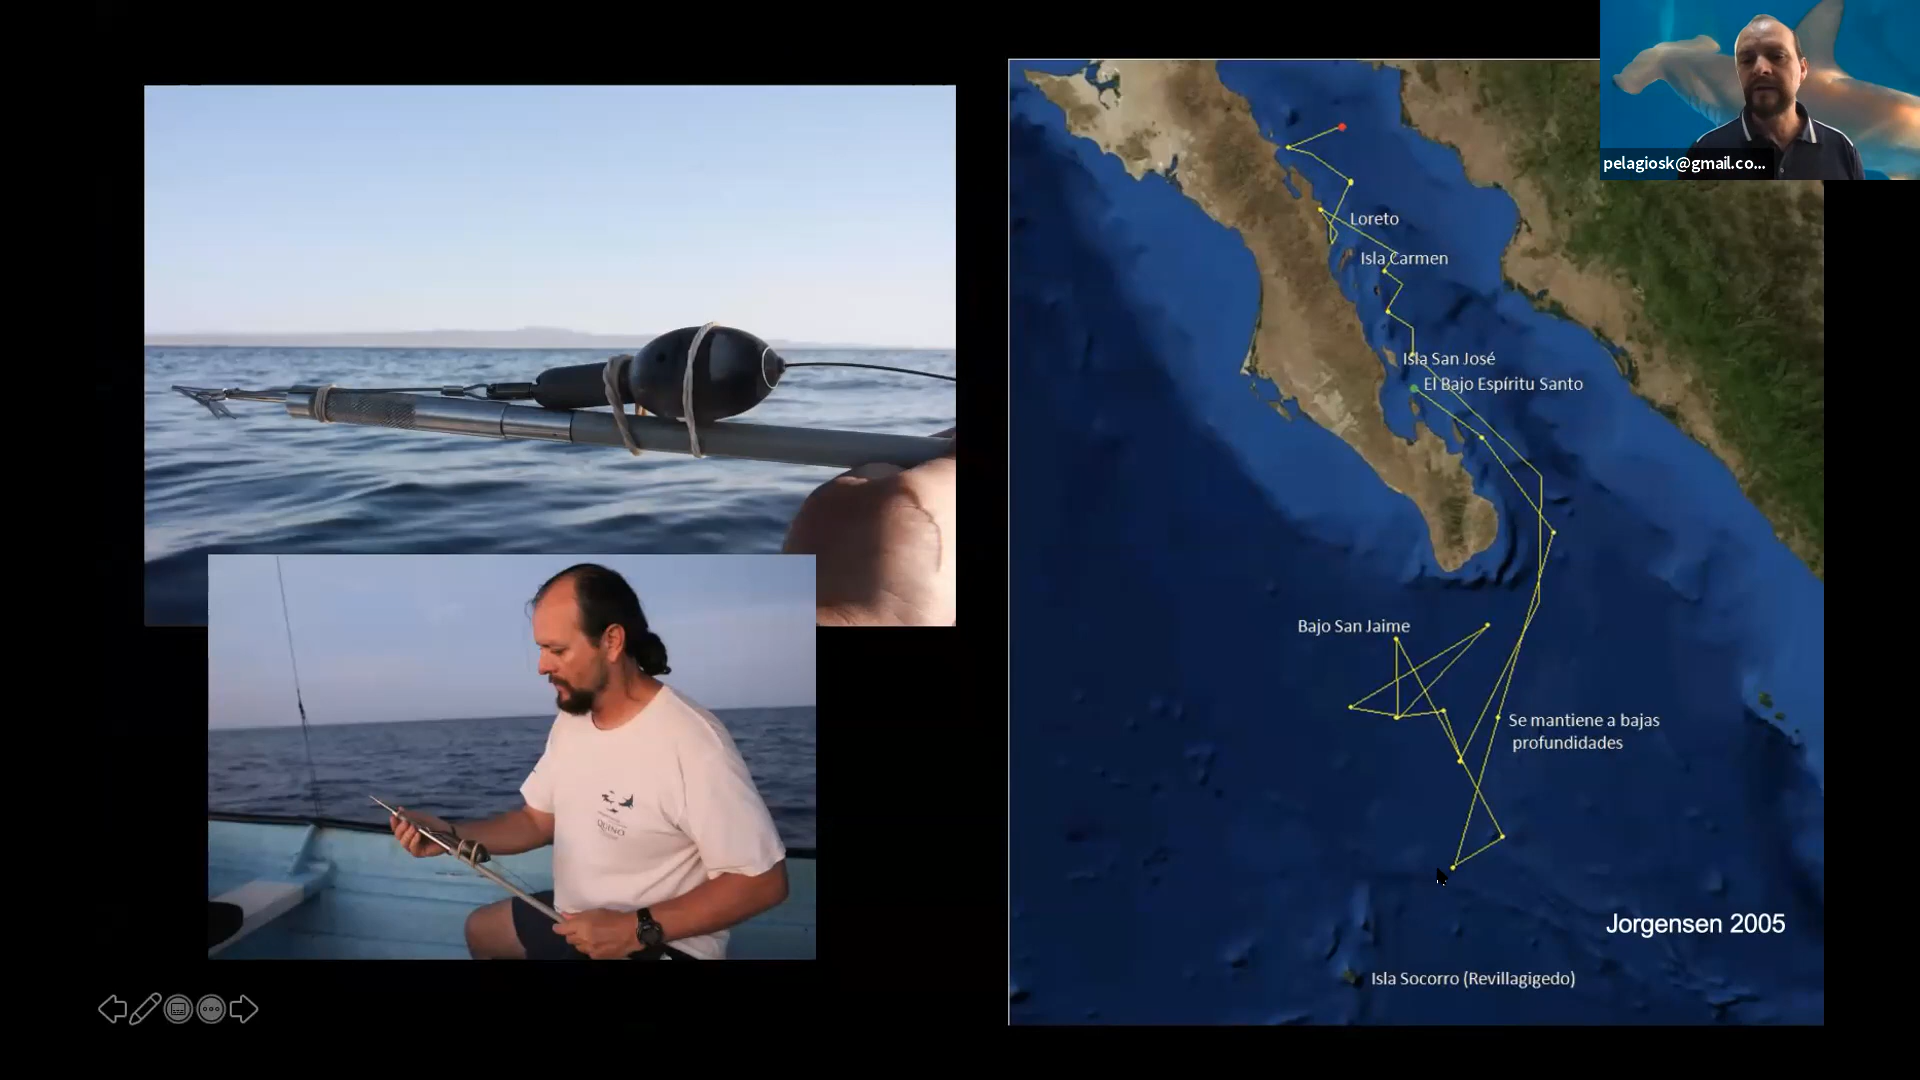 pelagiosk@gmail.co...
Loreto
Isla Carmen
Isla San José
El Bajo Espíritu Santo
Bajo San Jaime
Se mantiene a bajas
profundidades
Jorgensen 2005
Isla Socorro (Revillagigedo)
QUINO